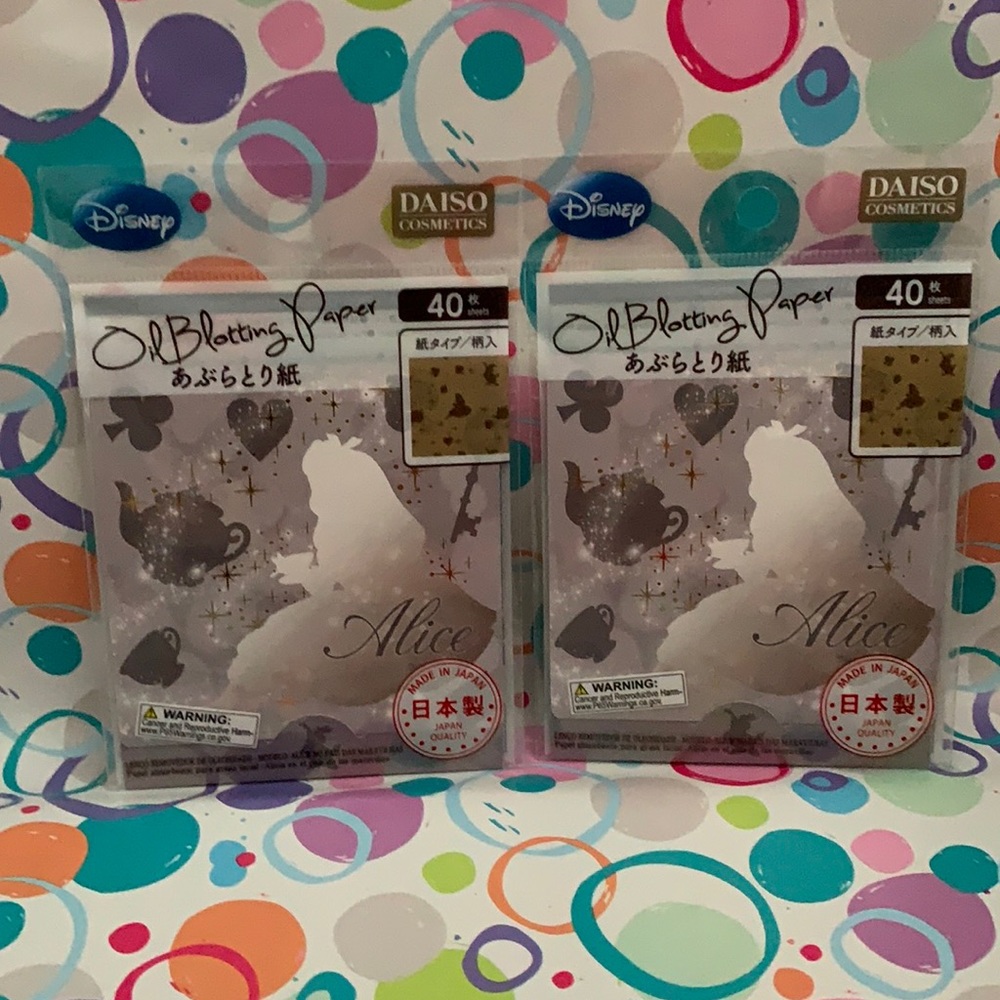 Disney
DAISO
COSMETICS
Oil Blotting Paper
あぶらとり紙
40枚
sheets
紙タイプ/柄入
Alice
MADE IN JAPAN
日本製
JAPAN
QUALITY
WARNING:
Cancer and Reproductive Harm-
www.P65Warnings.ca.gov
Disney
DAISO
COSMETICS
Oil Blotting Paper
あぶらとり紙
40枚
sheets
紙タイプ/柄入
Alice
MADE IN JAPAN
日本製
JAPAN
QUALITY
WARNING:
Cancer and Reproductive Harm-
www.P65Warnings.ca.gov